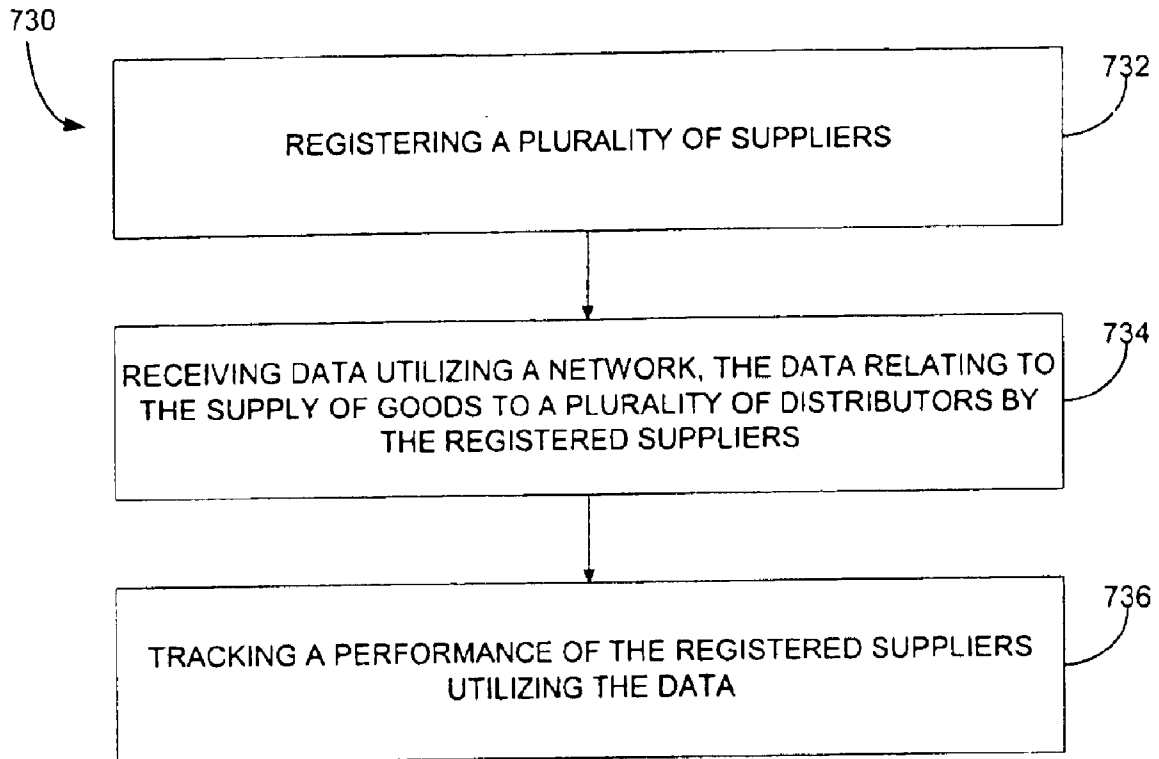 730
732
REGISTERING A PLURALITY OF SUPPLIERS
734
RECEIVING DATA UTILIZING A NETWORK, THE DATA RELATING TO
THE SUPPLY OF GOODS TO A PLURALITY OF DISTRIBUTORS BY
THE REGISTERED SUPPLIERS
736
TRACKING A PERFORMANCE OF THE REGISTERED SUPPLIERS
UTILIZING THE DATA